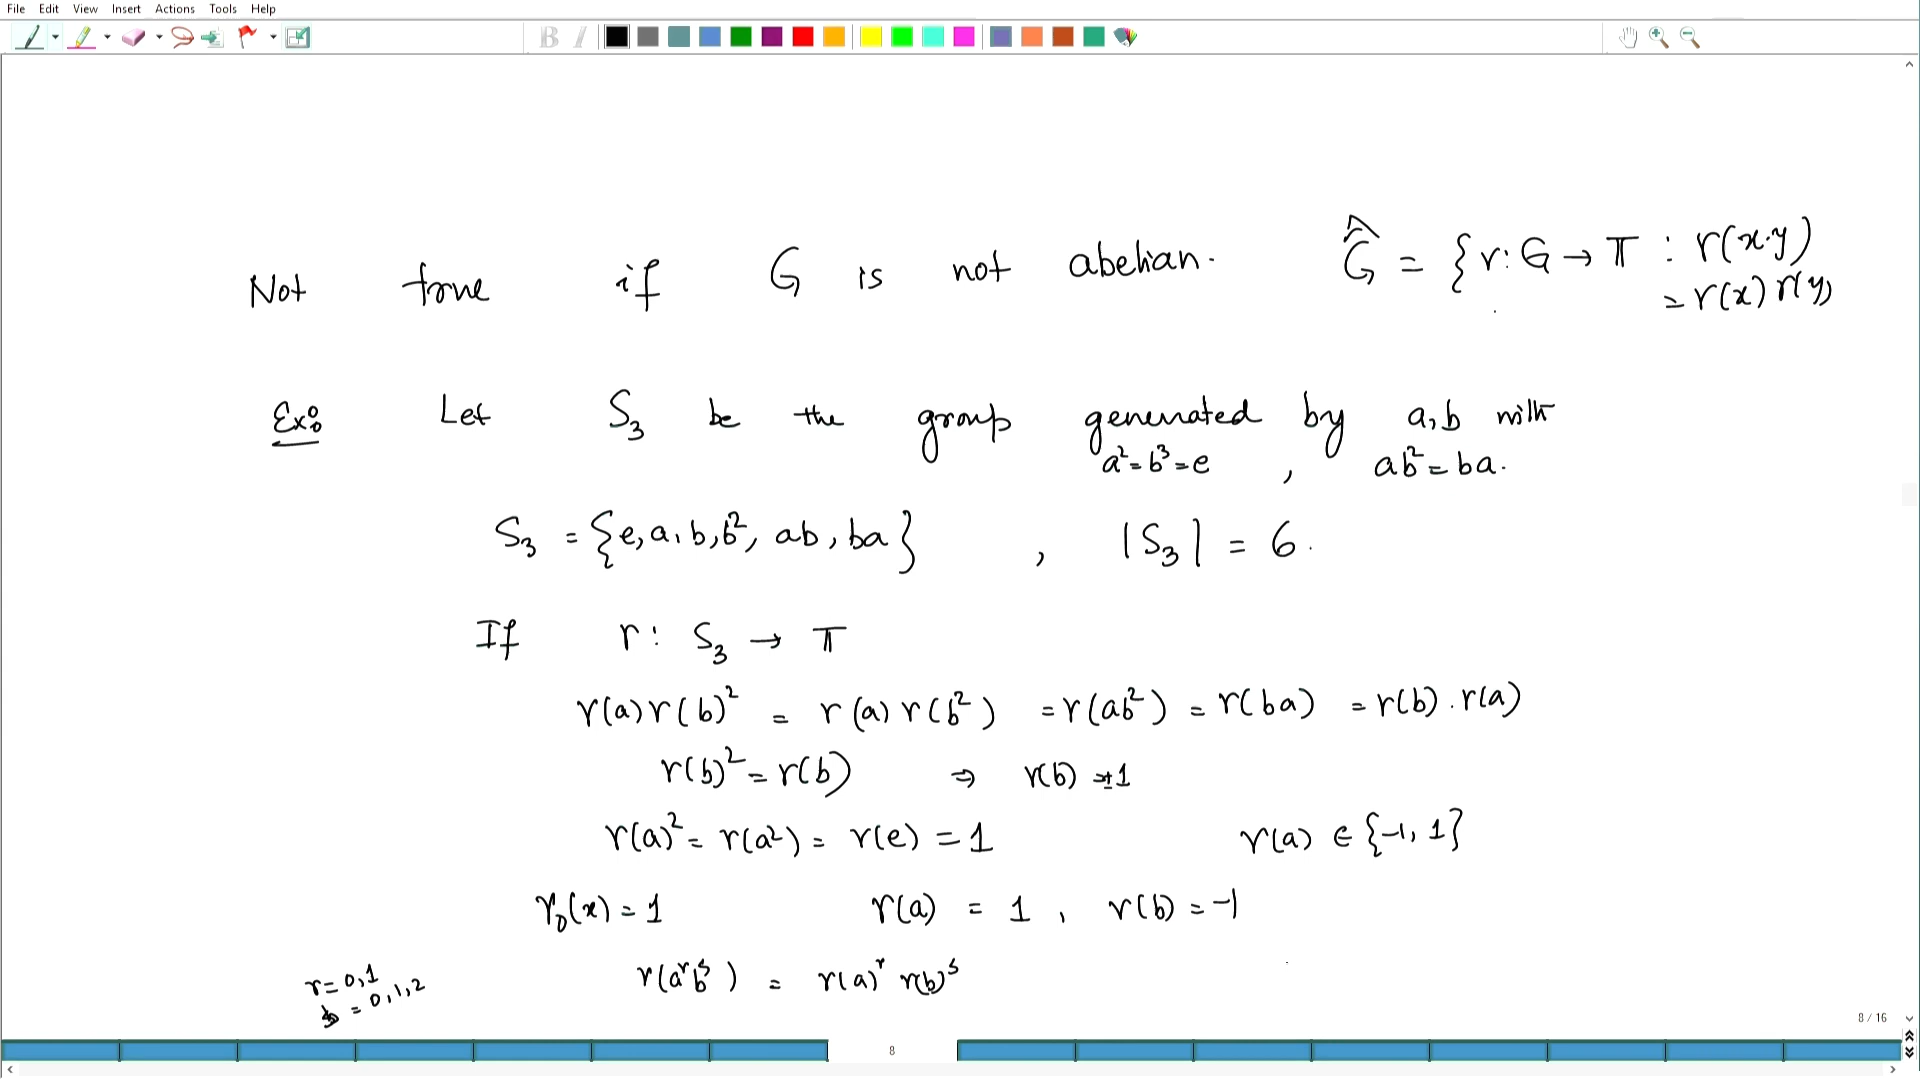 File Edit View Insert Actions Tools Help
Not true if G is not abelian. Ĝ = {r: G → 𝕋 : r(x.y)
= r(x) r(y)
Ex: Let S₃ be the group generated by a, b with
a² = b³ = e , ab² = ba.
S₃ = {e, a, b, b², ab, ba} , |S₃| = 6.
If r: S₃ → 𝕋
r(a) r(b)² = r(a) r(b²) = r(ab²) = r(ba) = r(b) . r(a)
r(b)² = r(b) ⇒ r(b) = ±1
r(a)² = r(a²) = r(e) = 1 r(a) ∈ {-1, 1}
r₀(x) = 1 r(a) = 1 , r(b) = -1
r = 0, 1 r(aʳbˢ) = r(a)ʳ r(b)ˢ
s = 0, 1, 2
8 / 16
8